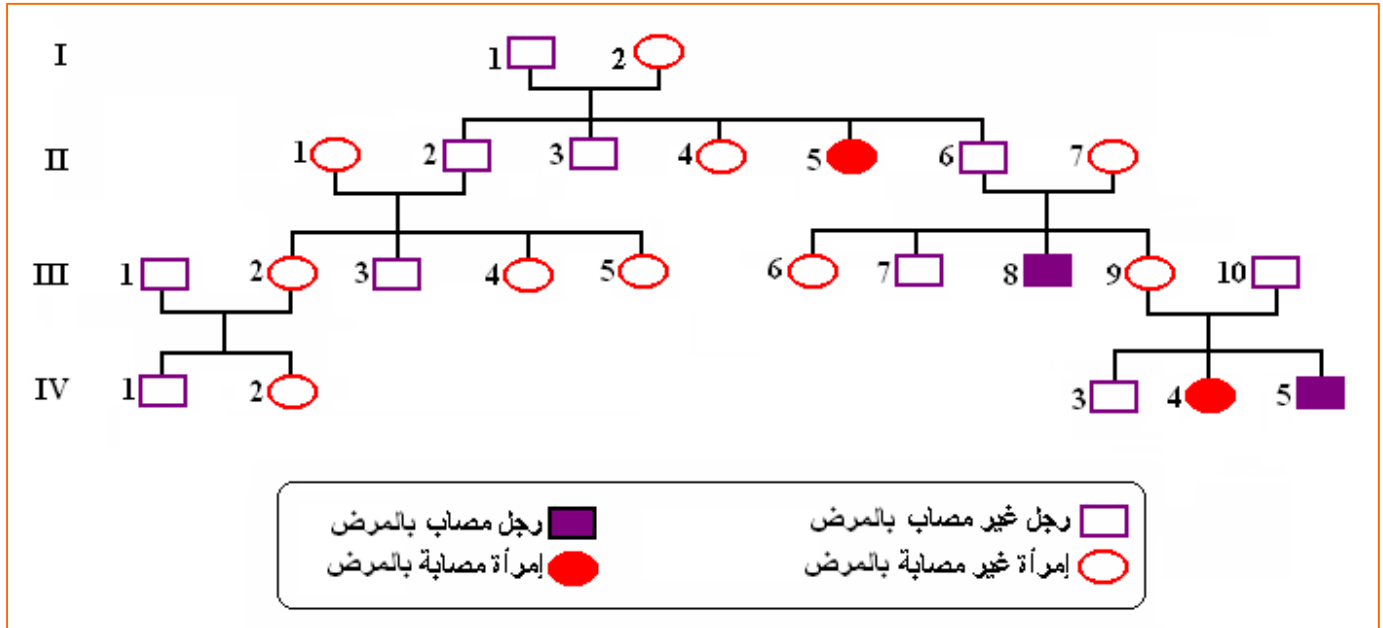 I
1 2
II
1 2 3 4 5 6 7
III
1 2 3 4 5 6 7 8 9 10
IV
1 2 3 4 5
رجل غير مصاب بالمرض رجل مصاب بالمرض
إمرأة غير مصابة بالمرض إمرأة مصابة بالمرض